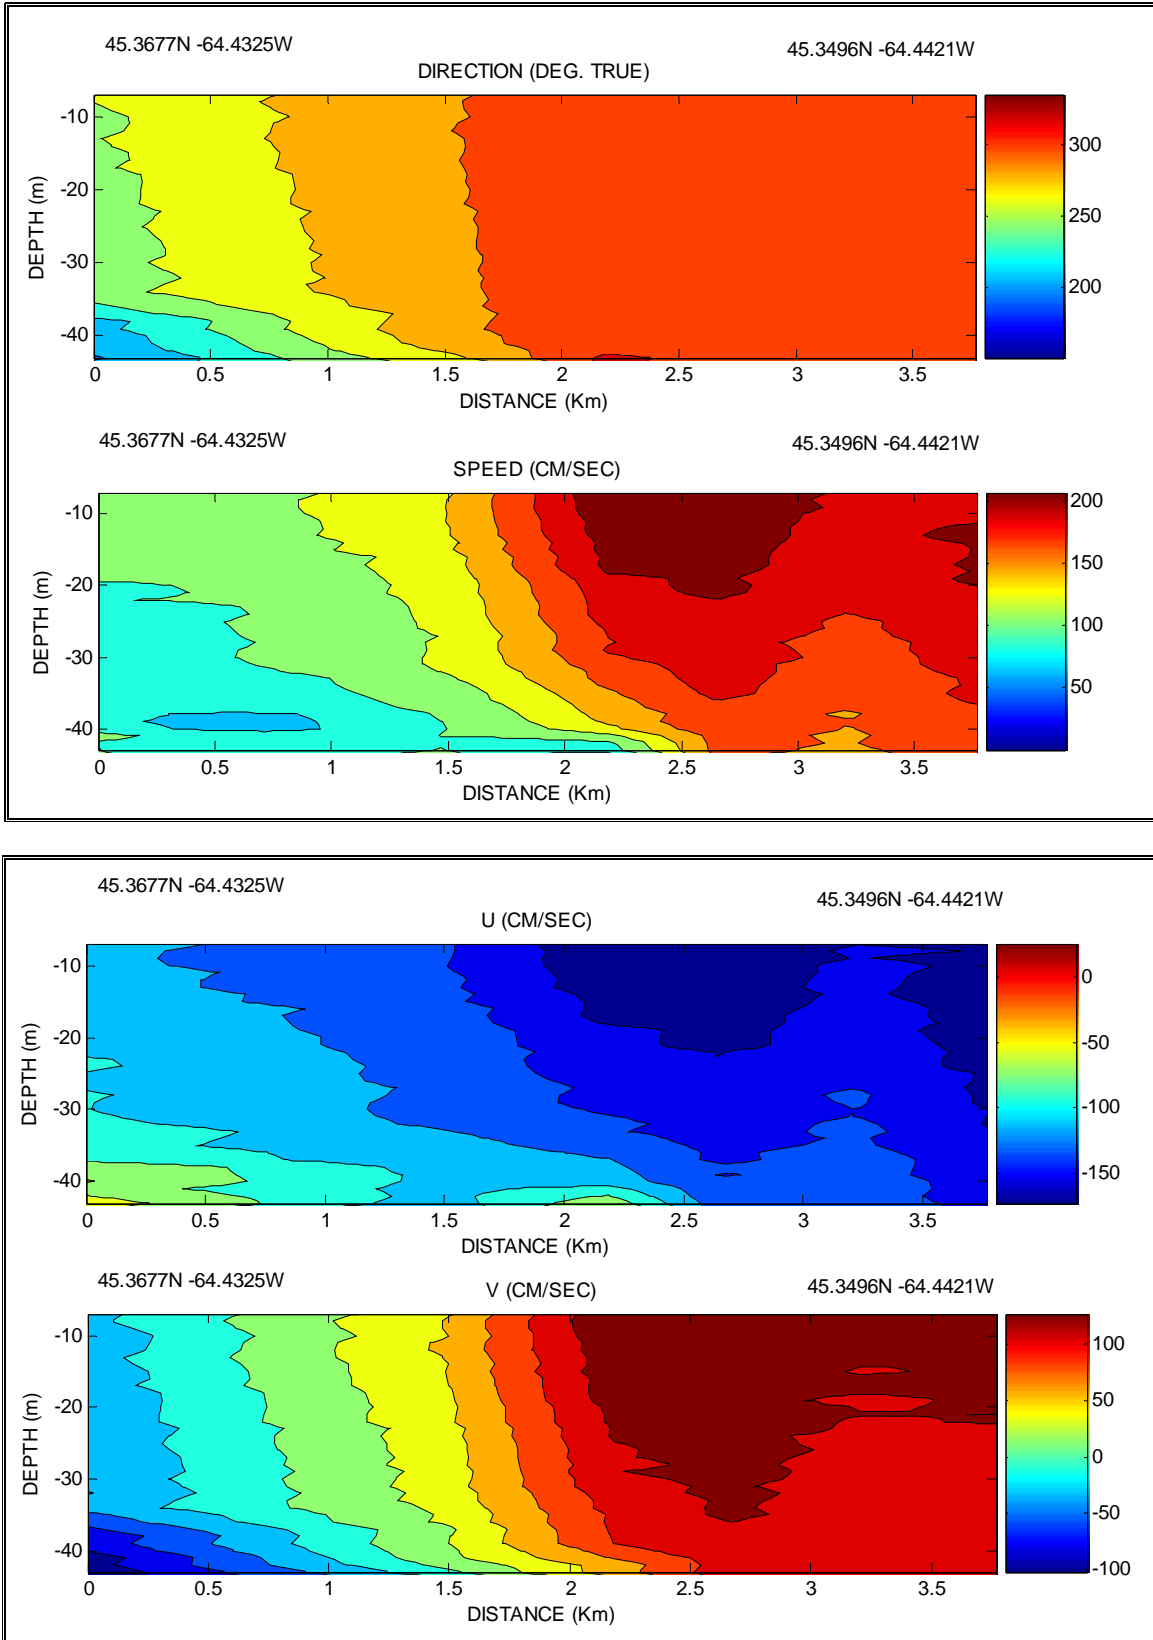 45.3677N -64.4325W
45.3496N -64.4421W
DIRECTION (DEG. TRUE)
-10
-20
-30
-40
DEPTH (m)
0 0.5 1 1.5 2 2.5 3 3.5
DISTANCE (Km)
300
250
200
45.3677N -64.4325W
45.3496N -64.4421W
SPEED (CM/SEC)
-10
-20
-30
-40
DEPTH (m)
0 0.5 1 1.5 2 2.5 3 3.5
DISTANCE (Km)
200
150
100
50
45.3677N -64.4325W
45.3496N -64.4421W
U (CM/SEC)
-10
-20
-30
-40
DEPTH (m)
0 0.5 1 1.5 2 2.5 3 3.5
DISTANCE (Km)
0
-50
-100
-150
45.3677N -64.4325W
45.3496N -64.4421W
V (CM/SEC)
-10
-20
-30
-40
DEPTH (m)
0 0.5 1 1.5 2 2.5 3 3.5
DISTANCE (Km)
100
50
0
-50
-100